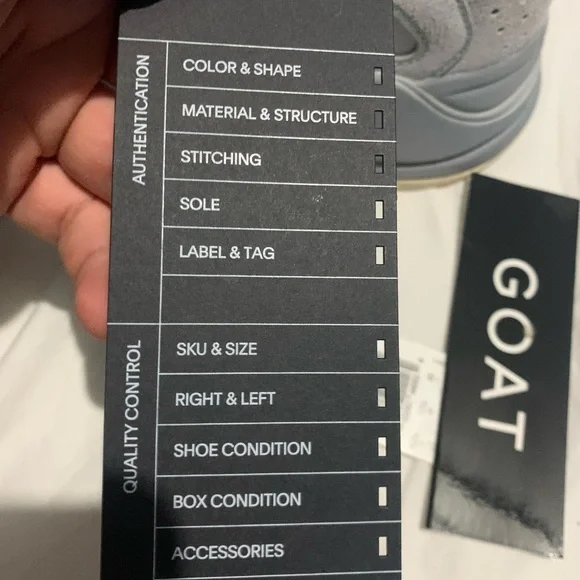 AUTHENTICATION
COLOR & SHAPE
MATERIAL & STRUCTURE
STITCHING
SOLE
LABEL & TAG
QUALITY CONTROL
SKU & SIZE
RIGHT & LEFT
SHOE CONDITION
BOX CONDITION
ACCESSORIES
GOAT